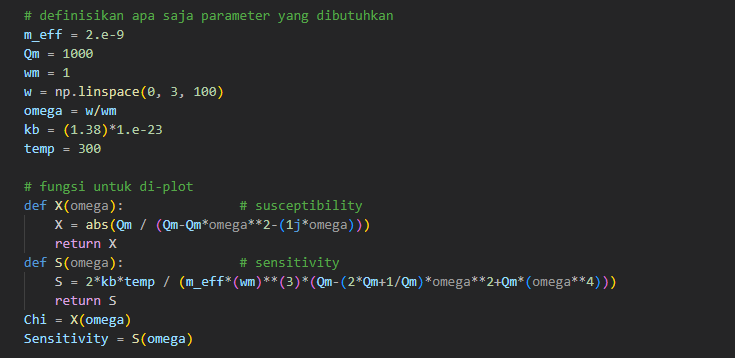 # definisikan apa saja parameter yang dibutuhkan
m_eff = 2.e-9
Qm = 1000
wm = 1
w = np.linspace(0, 3, 100)
omega = w/wm
kb = (1.38)*1.e-23
temp = 300
# fungsi untuk di-plot
def X(omega):               # susceptibility
    X = abs(Qm / (Qm-Qm*omega**2-(1j*omega)))
    return X
def S(omega):               # sensitivity
    S = 2*kb*temp / (m_eff*(wm)**(3)*(Qm-(2*Qm+1/Qm)*omega**2+Qm*(omega**4)))
    return S
Chi = X(omega)
Sensitivity = S(omega)